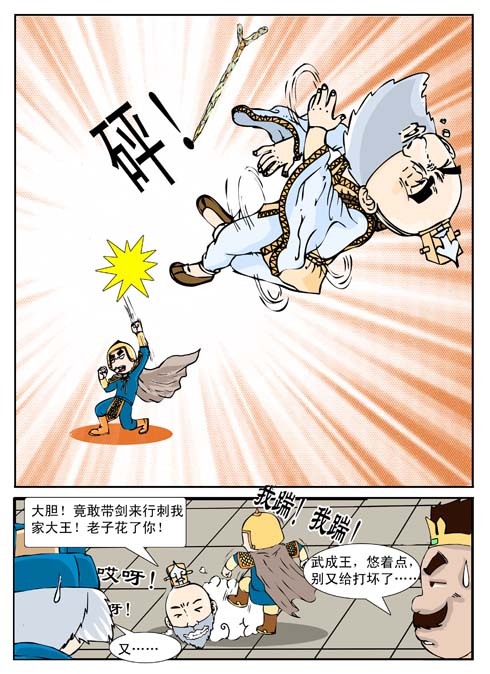 砰！
大胆！竟敢带剑来行刺我
家大王！老子花了你！
我踹！我踹！
哎呀！
呀！
又……
武成王，悠着点，
别又给打坏了……